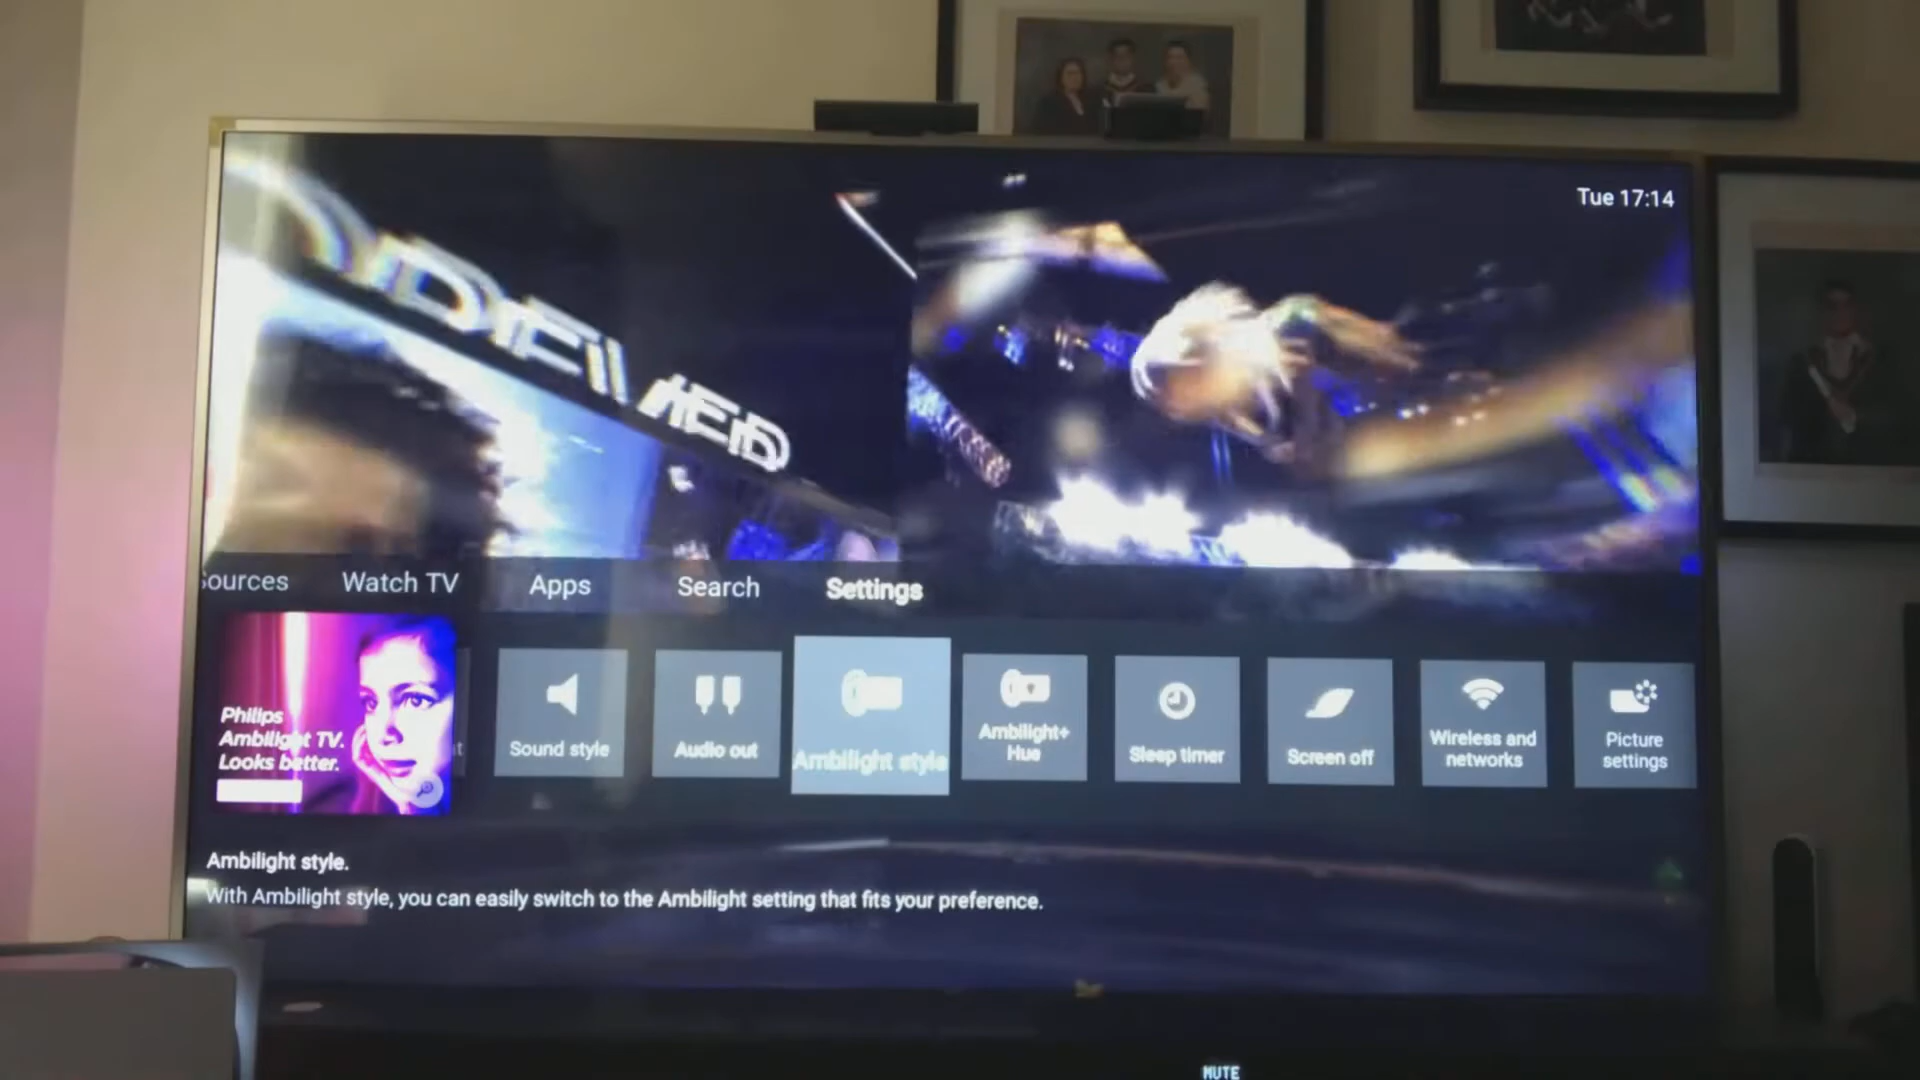 Tue 17:14
Sources
Watch TV
Apps
Search
Settings
Philips
Ambilight TV.
Looks better.
Sound style
Audio out
Ambilight style
Ambilight+
Hue
Sleep timer
Screen off
Wireless and
networks
Picture
settings
Ambilight style.
With Ambilight style, you can easily switch to the Ambilight setting that fits your preference.
MUTE